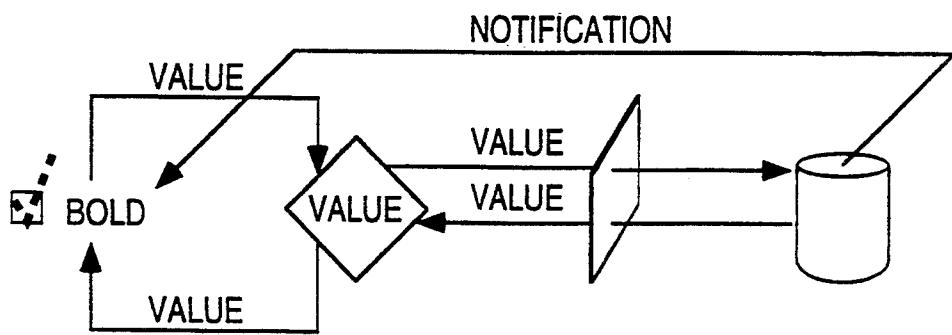 NOTIFICATION
VALUE
VALUE
BOLD
VALUE
VALUE
VALUE